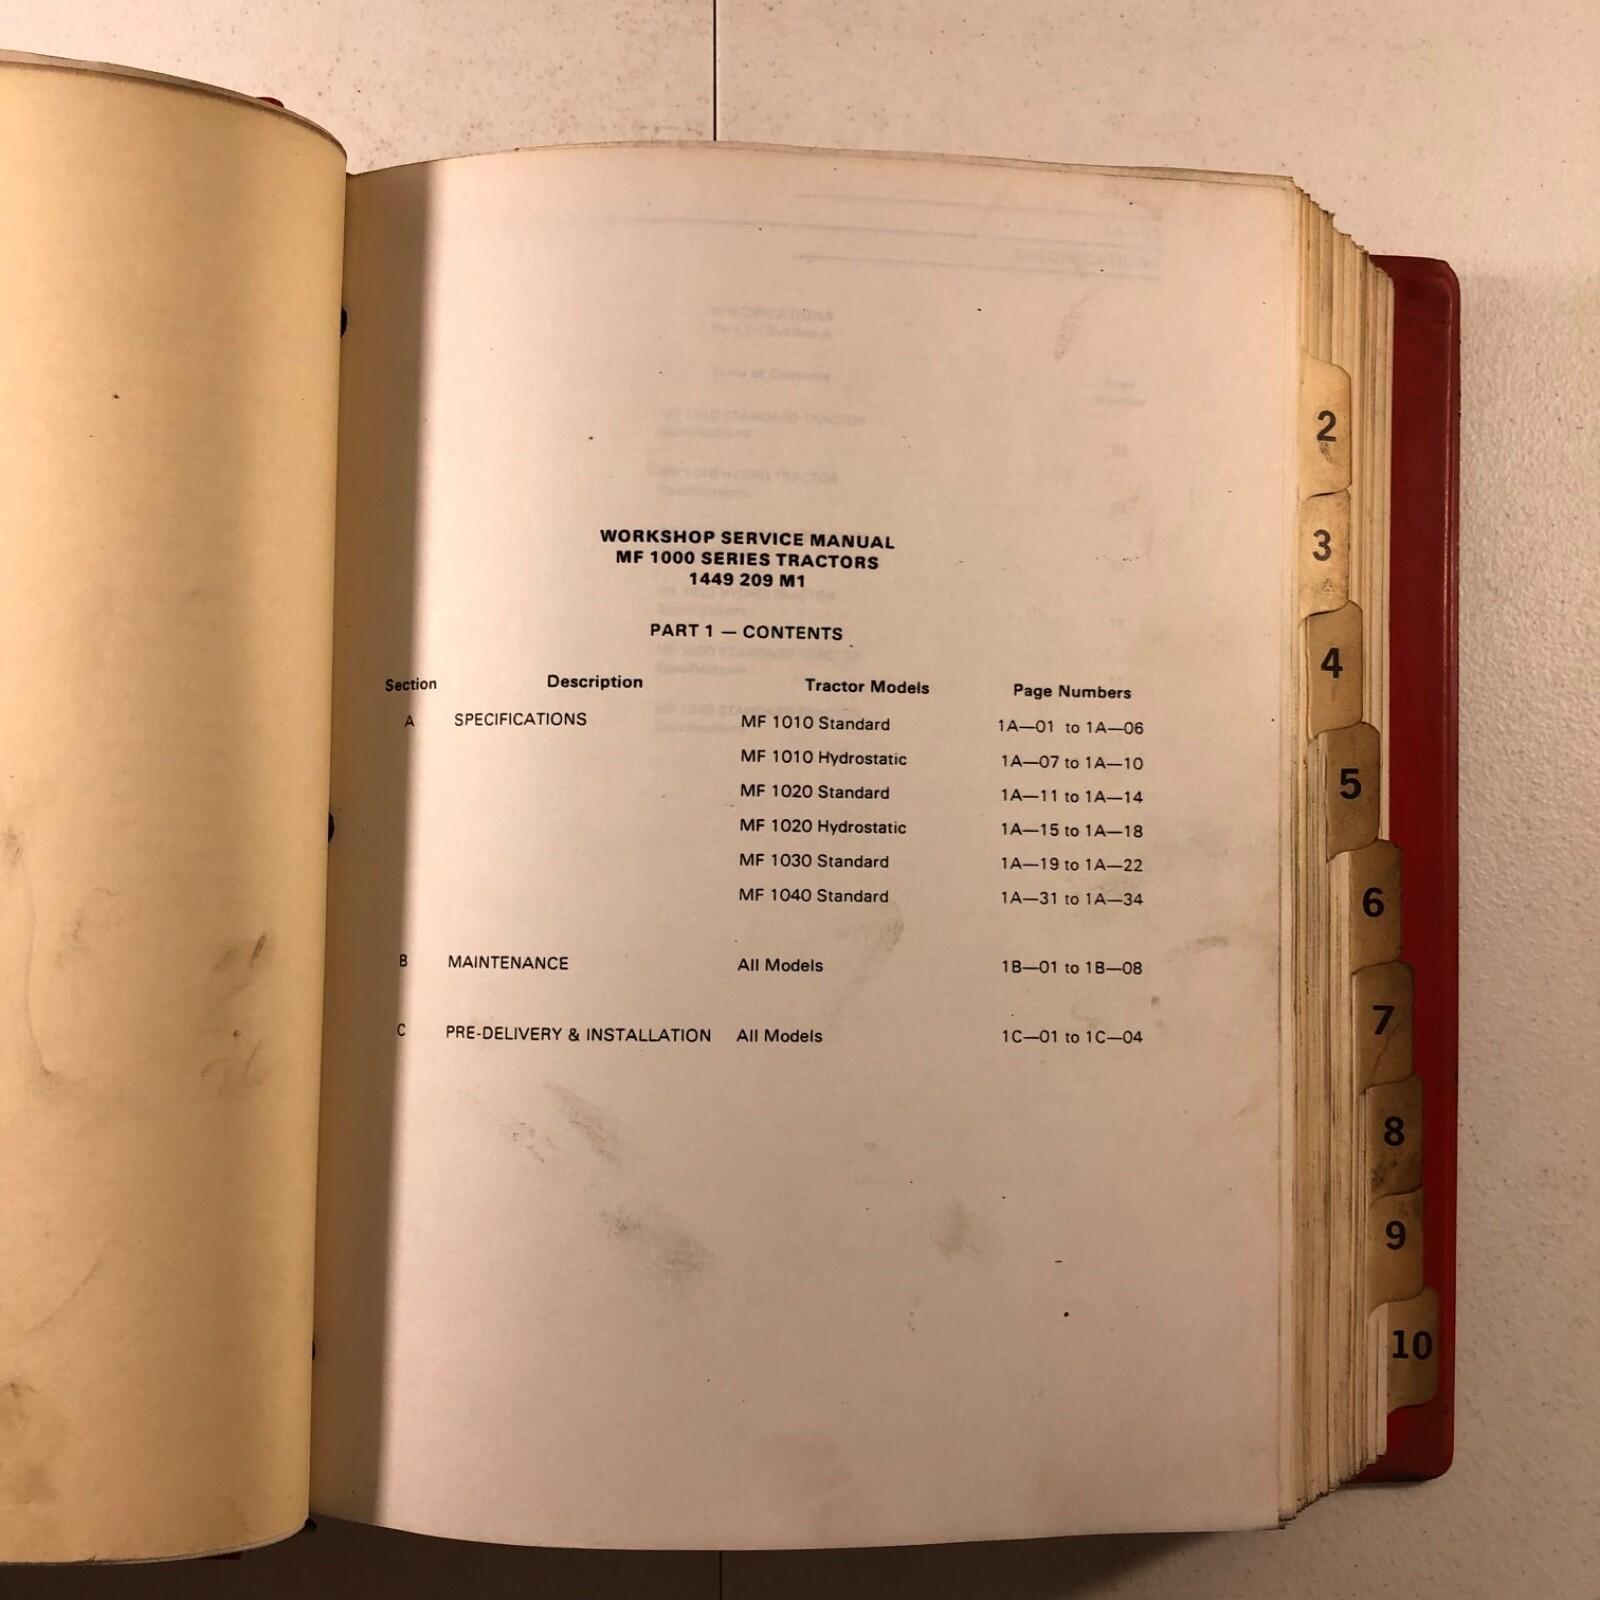 WORKSHOP SERVICE MANUAL
MF 1000 SERIES TRACTORS
1449 209 M1
PART 1 — CONTENTS
Section Description Tractor Models Page Numbers
A SPECIFICATIONS MF 1010 Standard 1A—01 to 1A—06
MF 1010 Hydrostatic 1A—07 to 1A—10
MF 1020 Standard 1A—11 to 1A—14
MF 1020 Hydrostatic 1A—15 to 1A—18
MF 1030 Standard 1A—19 to 1A—22
MF 1040 Standard 1A—31 to 1A—34
B MAINTENANCE All Models 1B—01 to 1B—08
C PRE-DELIVERY & INSTALLATION All Models 1C—01 to 1C—04
2
3
4
5
6
7
8
9
10